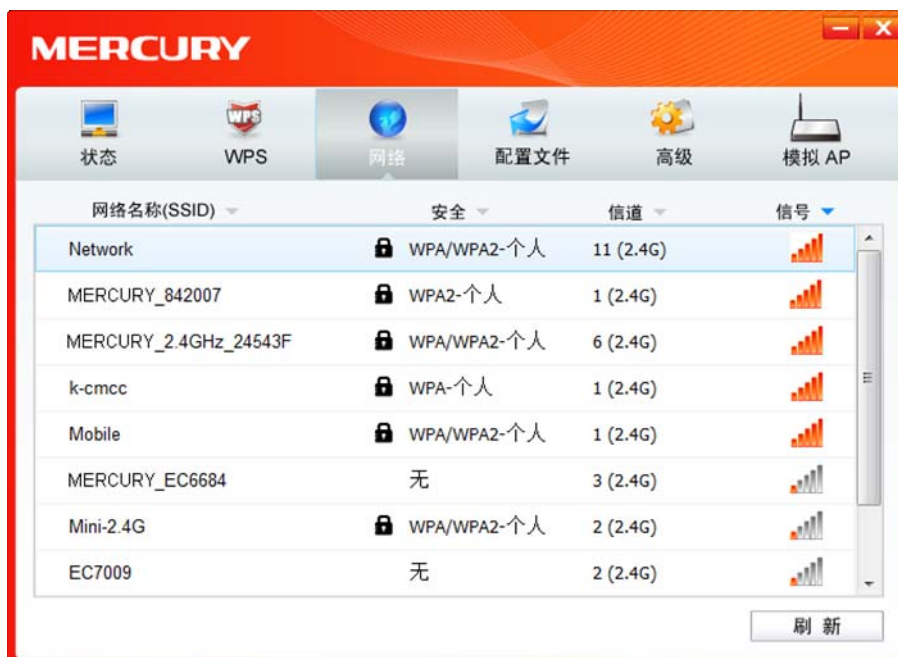 MERCURY
WPS
状态 WPS 网络 配置文件 高级 模拟 AP
网络名称(SSID) 安全 信道 信号
Network WPA/WPA2-个人 11 (2.4G)
MERCURY_842007 WPA2-个人 1 (2.4G)
MERCURY_2.4GHz_24543F WPA/WPA2-个人 6 (2.4G)
k-cmcc WPA-个人 1 (2.4G)
Mobile WPA/WPA2-个人 1 (2.4G)
MERCURY_EC6684 无 3 (2.4G)
Mini-2.4G WPA/WPA2-个人 2 (2.4G)
EC7009 无 2 (2.4G)
刷 新